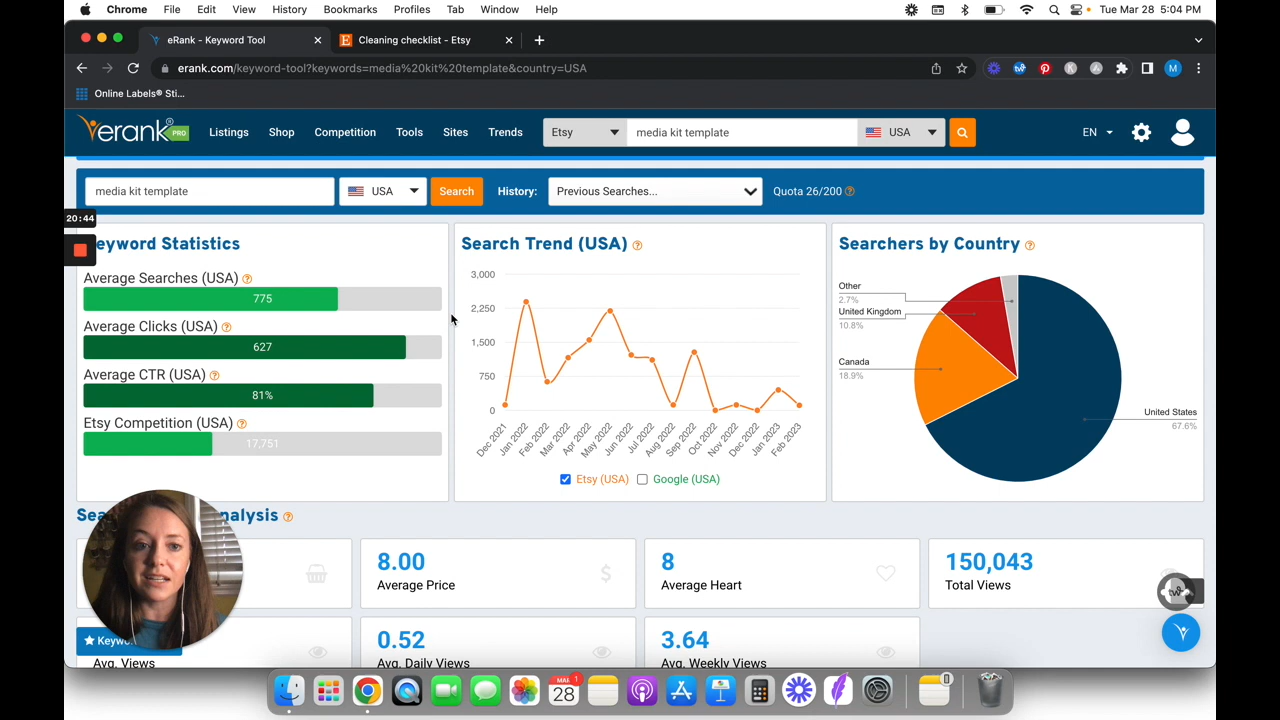 Chrome File Edit View History Bookmarks Profiles Tab Window Help Tue Mar 28 5:04 PM
eRank - Keyword Tool Cleaning checklist - Etsy
erank.com/keyword-tool?keywords=media%20kit%20template&country=USA
Online Labels® Sti...
erank PRO Listings Shop Competition Tools Sites Trends Etsy media kit template USA EN
media kit template USA Search History: Previous Searches... Quota 26/200
20:44
eyword Statistics
Average Searches (USA)
775
Average Clicks (USA)
627
Average CTR (USA)
81%
Etsy Competition (USA)
17,751
Search Trend (USA)
3,000
2,250
1,500
750
0
Dec 2021 Jan 2022 Feb 2022 Mar 2022 Apr 2022 May 2022 Jun 2022 Jul 2022 Aug 2022 Sep 2022 Oct 2022 Nov 2022 Dec 2022 Jan 2023 Feb 2023
Etsy (USA) Google (USA)
Searchers by Country
Other
2.7%
United Kingdom
10.8%
Canada
18.9%
United States
67.6%
Sea nalysis
8.00
Average Price
8
Average Heart
150,043
Total Views
Keywo
Avg. Views
0.52
Avg. Daily Views
3.64
Avg. Weekly Views
MAR 1
28